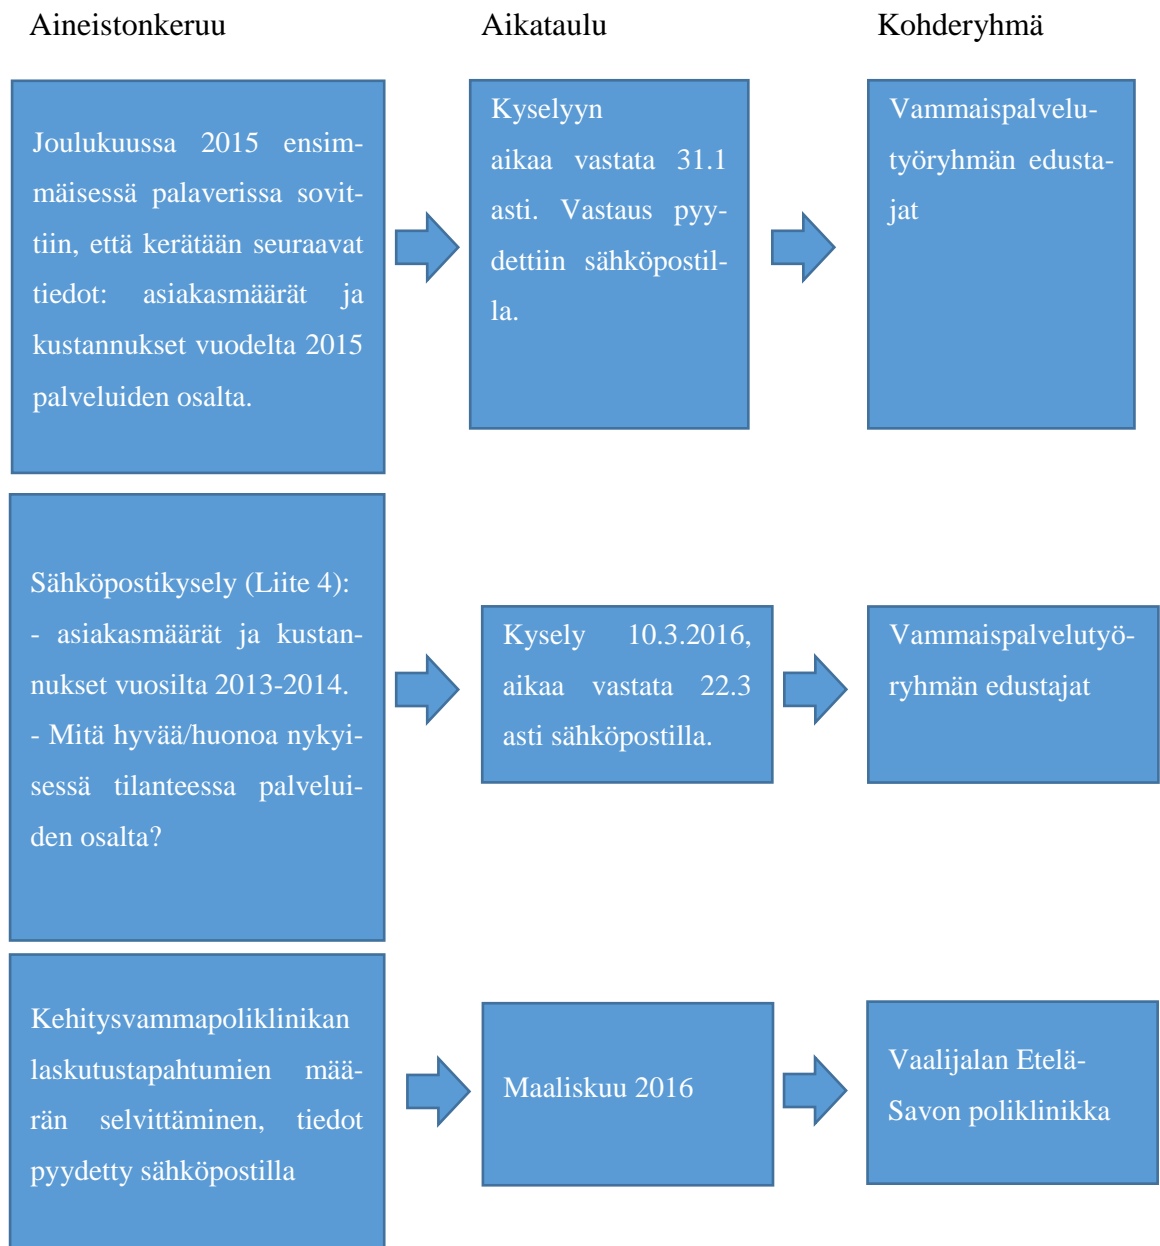 Aineistonkeruu
Aikataulu
Kohderyhmä
Joulukuussa 2015 ensim-
mäisessä palaverissa sovit-
tiin, että kerätään seuraavat
tiedot: asiakasmäärät ja
kustannukset vuodelta 2015
palveluiden osalta.
Kyselyyn
aikaa vastata 31.1
asti. Vastaus pyy-
dettiin sähköpostil-
la.
Vammaispalvelu-
työryhmän edusta-
jat
Sähköpostikysely (Liite 4):
- asiakasmäärät ja kustan-
nukset vuosilta 2013-2014.
- Mitä hyvää/huonoa nykyi-
sessä tilanteessa palvelui-
den osalta?
Kysely 10.3.2016,
aikaa vastata 22.3
asti sähköpostilla.
Vammaispalvelutyö-
ryhmän edustajat
Kehitysvammapoliklinikan
laskutustapahtumien mää-
rän selvittäminen, tiedot
pyydetty sähköpostilla
Maaliskuu 2016
Vaalijalan Etelä-
Savon poliklinikka